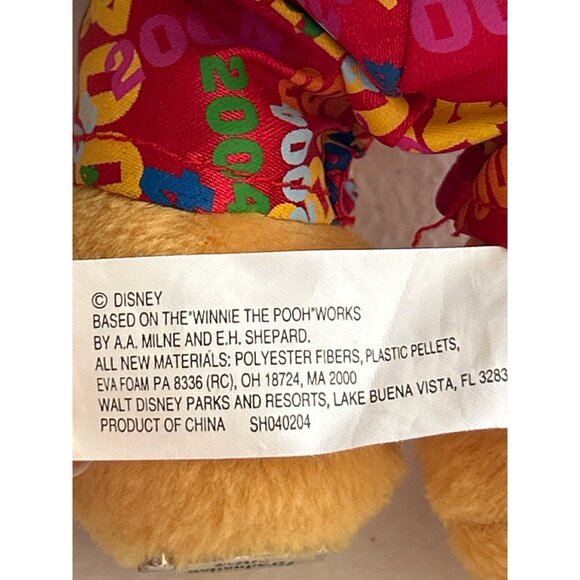 2004
2004
2004
© DISNEY
BASED ON THE"WINNIE THE POOH"WORKS
BY A.A. MILNE AND E.H. SHEPARD.
ALL NEW MATERIALS: POLYESTER FIBERS, PLASTIC PELLETS,
EVA FOAM PA 8336 (RC), OH 18724, MA 2000
WALT DISNEY PARKS AND RESORTS, LAKE BUENA VISTA, FL 3283
PRODUCT OF CHINA SH040204